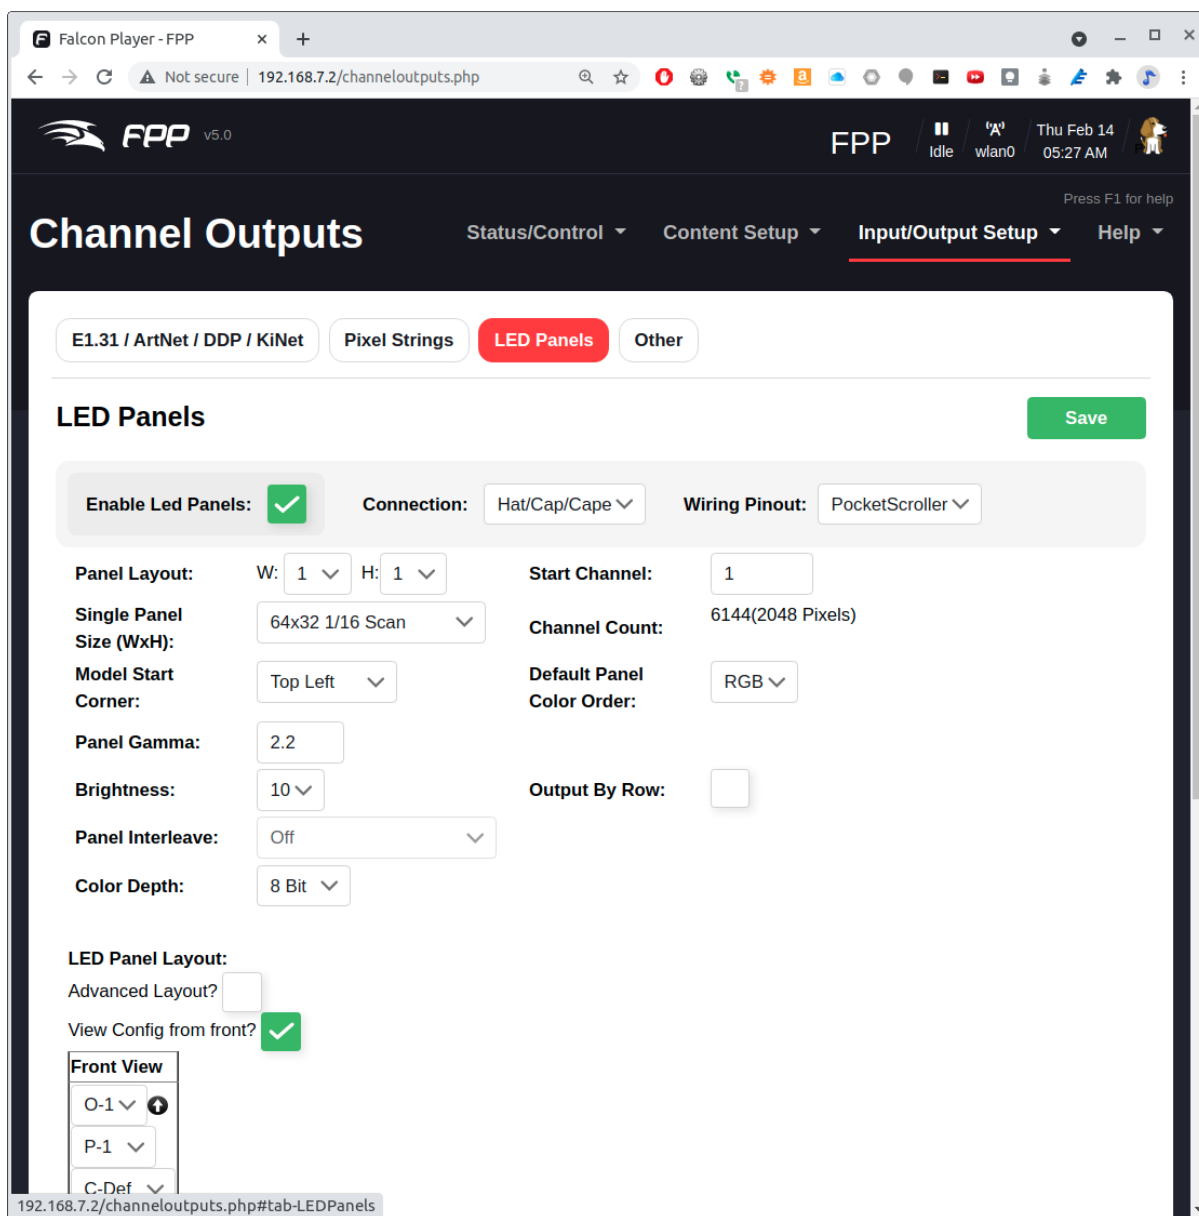 Falcon Player - FPP
Not secure | 192.168.7.2/channeloutputs.php
FPP v5.0
FPP
Idle
wlan0
Thu Feb 14
05:27 AM
Press F1 for help
Channel Outputs
Status/Control
Content Setup
Input/Output Setup
Help
E1.31 / ArtNet / DDP / KiNet
Pixel Strings
LED Panels
Other
LED Panels
Save
Enable Led Panels:
Connection: Hat/Cap/Cape
Wiring Pinout: PocketScroller
Panel Layout: W: 1 H: 1
Start Channel: 1
Single Panel
Size (WxH): 64x32 1/16 Scan
Channel Count: 6144(2048 Pixels)
Model Start
Corner: Top Left
Default Panel
Color Order: RGB
Panel Gamma: 2.2
Brightness: 10
Output By Row:
Panel Interleave: Off
Color Depth: 8 Bit
LED Panel Layout:
Advanced Layout?
View Config from front?
Front View
O-1
P-1
C-Def
192.168.7.2/channeloutputs.php#tab-LEDPanels